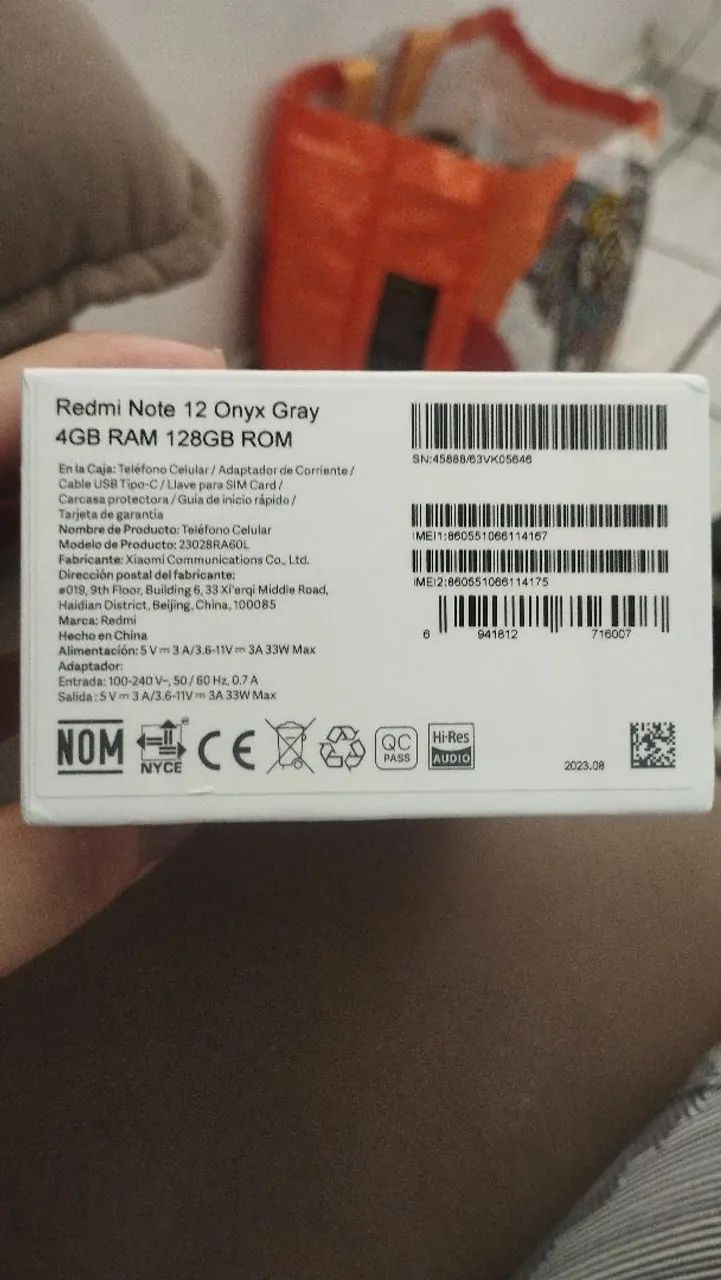 Redmi Note 12 Onyx Gray
4GB RAM 128GB ROM
En la Caja: Teléfono Celular / Adaptador de Corriente /
Cable USB Tipo-C / Llave para SIM Card /
Carcasa protectora / Guía de inicio rápido /
Tarjeta de garantía
Nombre de Producto: Teléfono Celular
Modelo de Producto: 23028RA60L
Fabricante: Xiaomi Communications Co., Ltd.
Dirección postal del fabricante:
#019, 9th Floor, Building 6, 33 Xi'erqi Middle Road,
Haidian District, Beijing, China, 100085
Marca: Redmi
Hecho en China
Alimentación: 5 V⎓ 3 A/3.6-11V⎓ 3A 33W Max
Adaptador:
Entrada: 100-240 V~, 50 / 60 Hz, 0.7 A
Salida: 5 V⎓ 3 A/3.6-11V⎓ 3A 33W Max
NOM
NYCE
CE
QC
PASS
Hi-Res
AUDIO
SN:45888/63VK05646
IMEI1:860551066114167
IMEI2:860551066114175
6 941812 716007
2023.08